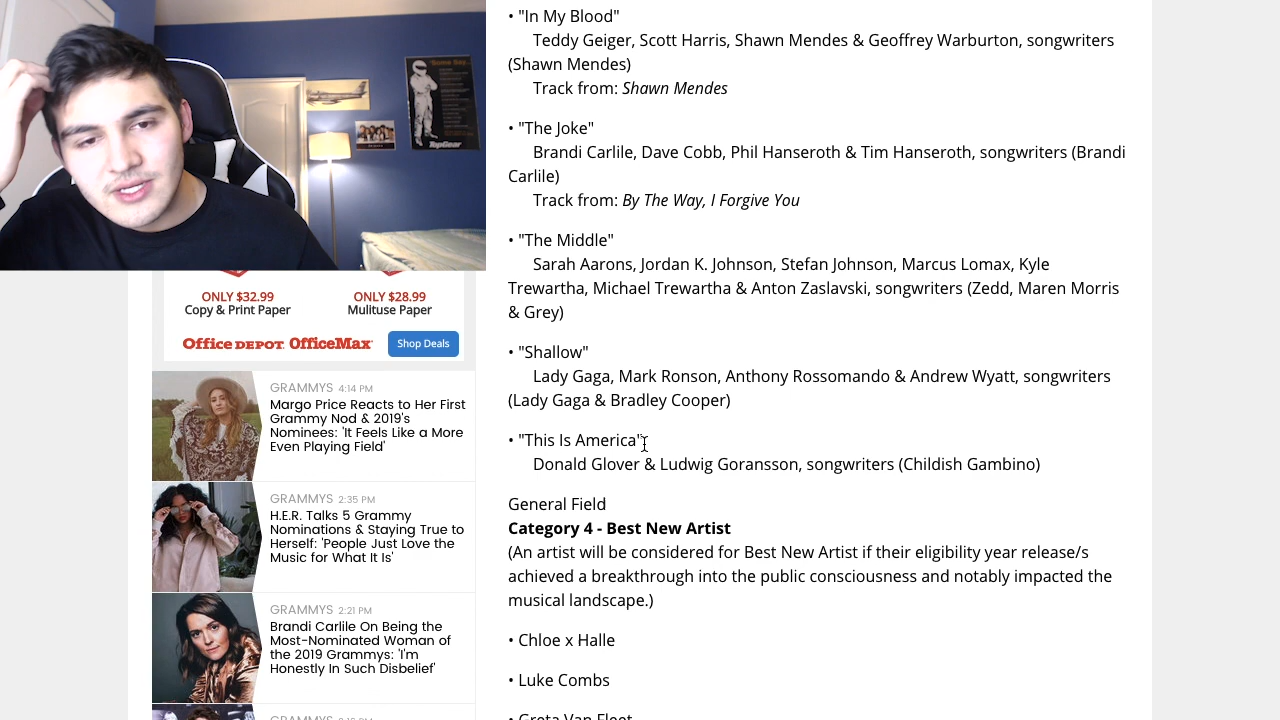 "Some Say...
TopGear
ONLY $32.99
Copy & Print Paper
ONLY $28.99
Mulituse Paper
Office DEPOT OfficeMax
Shop Deals
GRAMMYS 4:14 PM
Margo Price Reacts to Her First
Grammy Nod & 2019's
Nominees: 'It Feels Like a More
Even Playing Field'
GRAMMYS 2:35 PM
H.E.R. Talks 5 Grammy
Nominations & Staying True to
Herself: 'People Just Love the
Music for What It Is'
GRAMMYS 2:21 PM
Brandi Carlile On Being the
Most-Nominated Woman of
the 2019 Grammys: 'I'm
Honestly In Such Disbelief'
GRAMMYS
• "In My Blood"
Teddy Geiger, Scott Harris, Shawn Mendes & Geoffrey Warburton, songwriters
(Shawn Mendes)
Track from: Shawn Mendes
• "The Joke"
Brandi Carlile, Dave Cobb, Phil Hanseroth & Tim Hanseroth, songwriters (Brandi
Carlile)
Track from: By The Way, I Forgive You
• "The Middle"
Sarah Aarons, Jordan K. Johnson, Stefan Johnson, Marcus Lomax, Kyle
Trewartha, Michael Trewartha & Anton Zaslavski, songwriters (Zedd, Maren Morris
& Grey)
• "Shallow"
Lady Gaga, Mark Ronson, Anthony Rossomando & Andrew Wyatt, songwriters
(Lady Gaga & Bradley Cooper)
• "This Is America"
Donald Glover & Ludwig Goransson, songwriters (Childish Gambino)
General Field
Category 4 - Best New Artist
(An artist will be considered for Best New Artist if their eligibility year release/s
achieved a breakthrough into the public consciousness and notably impacted the
musical landscape.)
• Chloe x Halle
• Luke Combs
• Greta Van Fleet